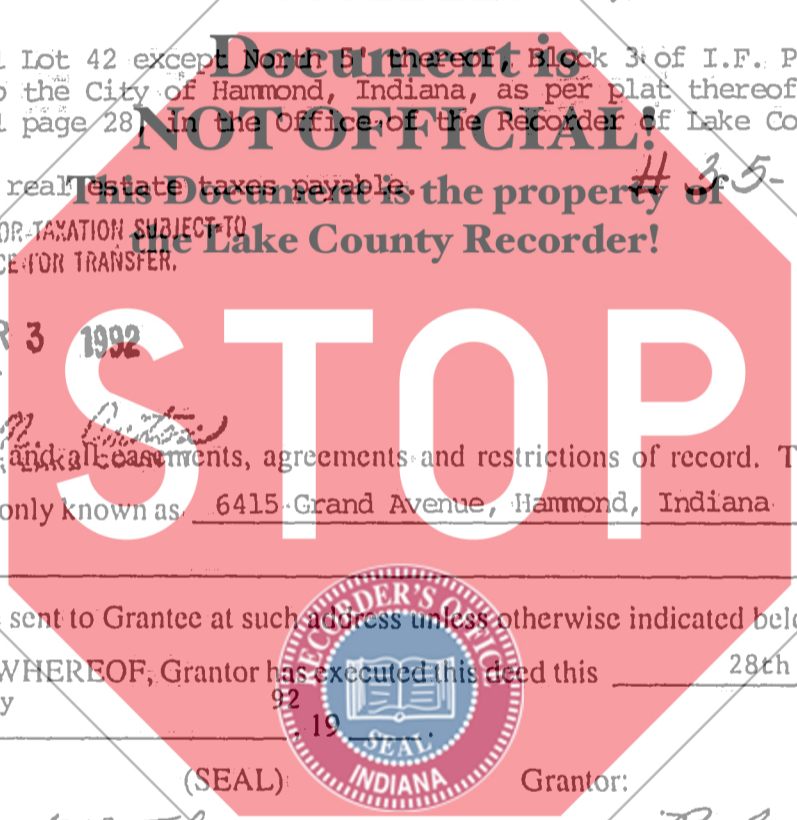 Lot 42 except North 5' thereof, Block 3 of I.F. P
the City of Hammond, Indiana, as per plat thereof
page 28, in the Office of the Recorder of Lake Co
real estate taxes payable.
# 35-
Document is
NOT OFFICIAL!
This Document is the property of
the Lake County Recorder!
OR TAXATION SUBJECT TO
CE FOR TRANSFER.
R 3 1992
STOP
and all easements, agreements and restrictions of record. T
only known as 6415 Grand Avenue, Hammond, Indiana
sent to Grantee at such address unless otherwise indicated bel
WHEREOF, Grantor has executed this deed this 28th
y 92
, 19 .
RECORDER'S OFFICE
SEAL
INDIANA
(SEAL) Grantor: